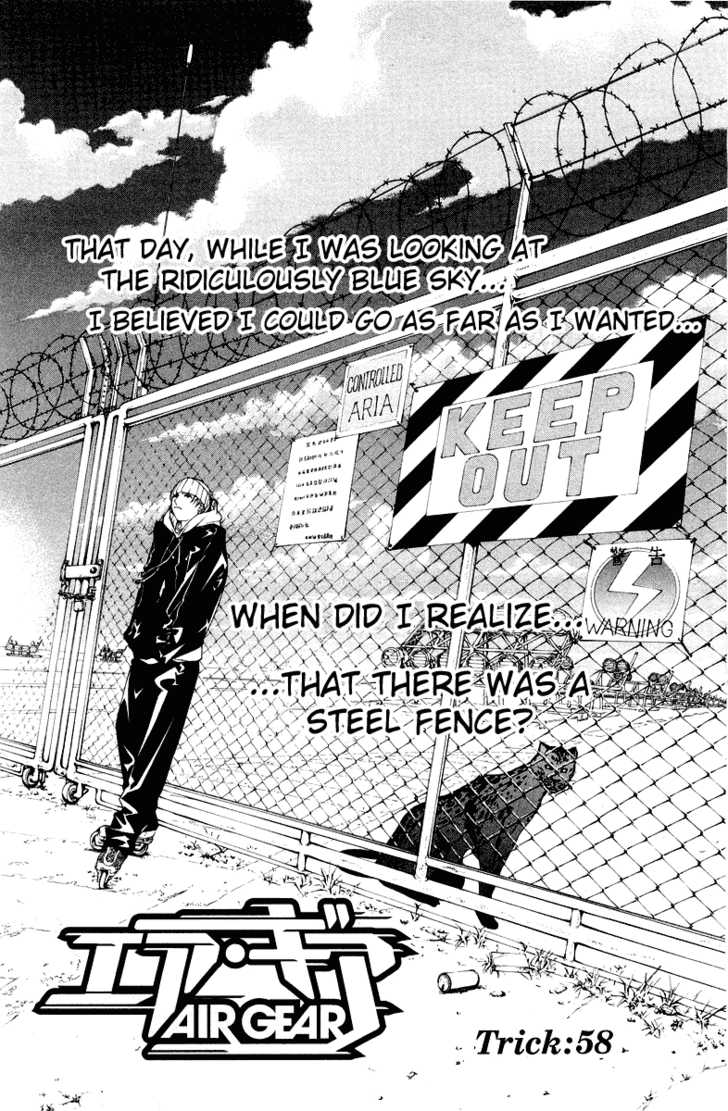 THAT DAY, WHILE I WAS LOOKING AT
THE RIDICULOUSLY BLUE SKY...
I BELIEVED I COULD GO AS FAR AS I WANTED...
CONTROLLED
ARIA
KEEP
OUT
警告
WARNING
WHEN DID I REALIZE...
...THAT THERE WAS A
STEEL FENCE?
エア・ギア
AIR GEAR
Trick:58